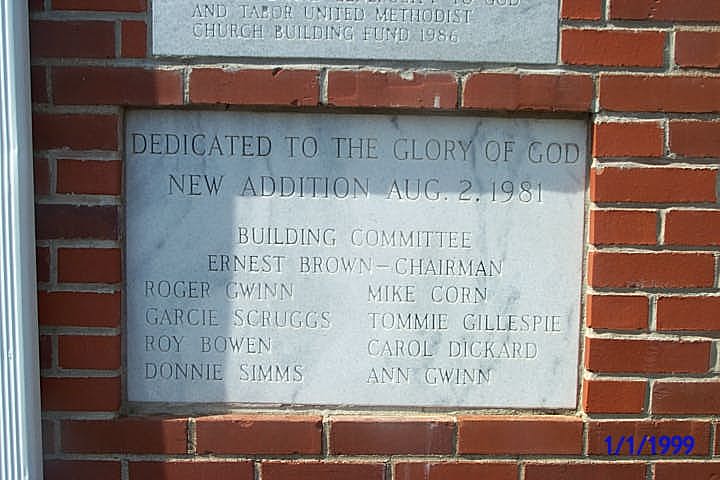 TO GOD
AND TABOR UNITED METHODIST
CHURCH BUILDING FUND 1986
DEDICATED TO THE GLORY OF GOD
NEW ADDITION AUG. 2, 1981
BUILDING COMMITTEE
ERNEST BROWN - CHAIRMAN
ROGER GWINN MIKE CORN
GARCIE SCRUGGS TOMMIE GILLESPIE
ROY BOWEN CAROL DICKARD
DONNIE SIMMS ANN GWINN
1/1/1999